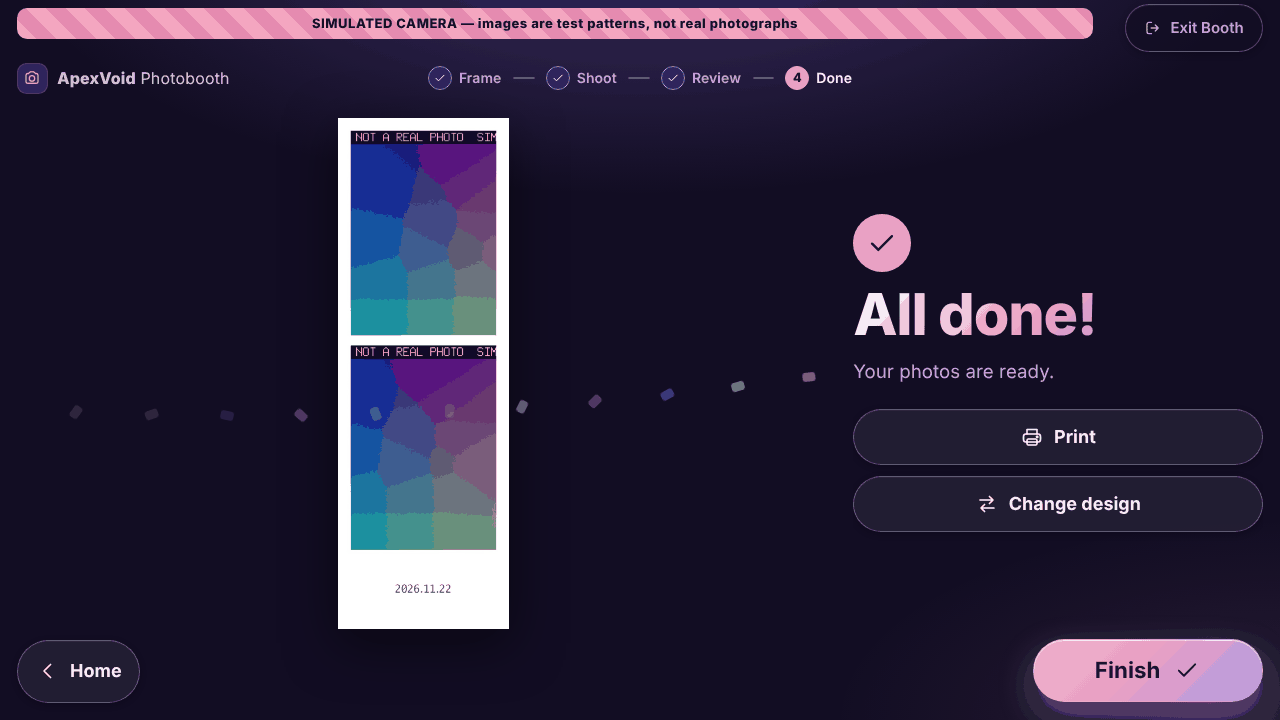 SIMULATED CAMERA — images are test patterns, not real photographs
Exit Booth
ApexVoid Photobooth
Frame
Shoot
Review
4 Done
NOT A REAL PHOTO SIM
NOT A REAL PHOTO SIM
2026.11.22
All done!
Your photos are ready.
Print
Change design
Home
Finish